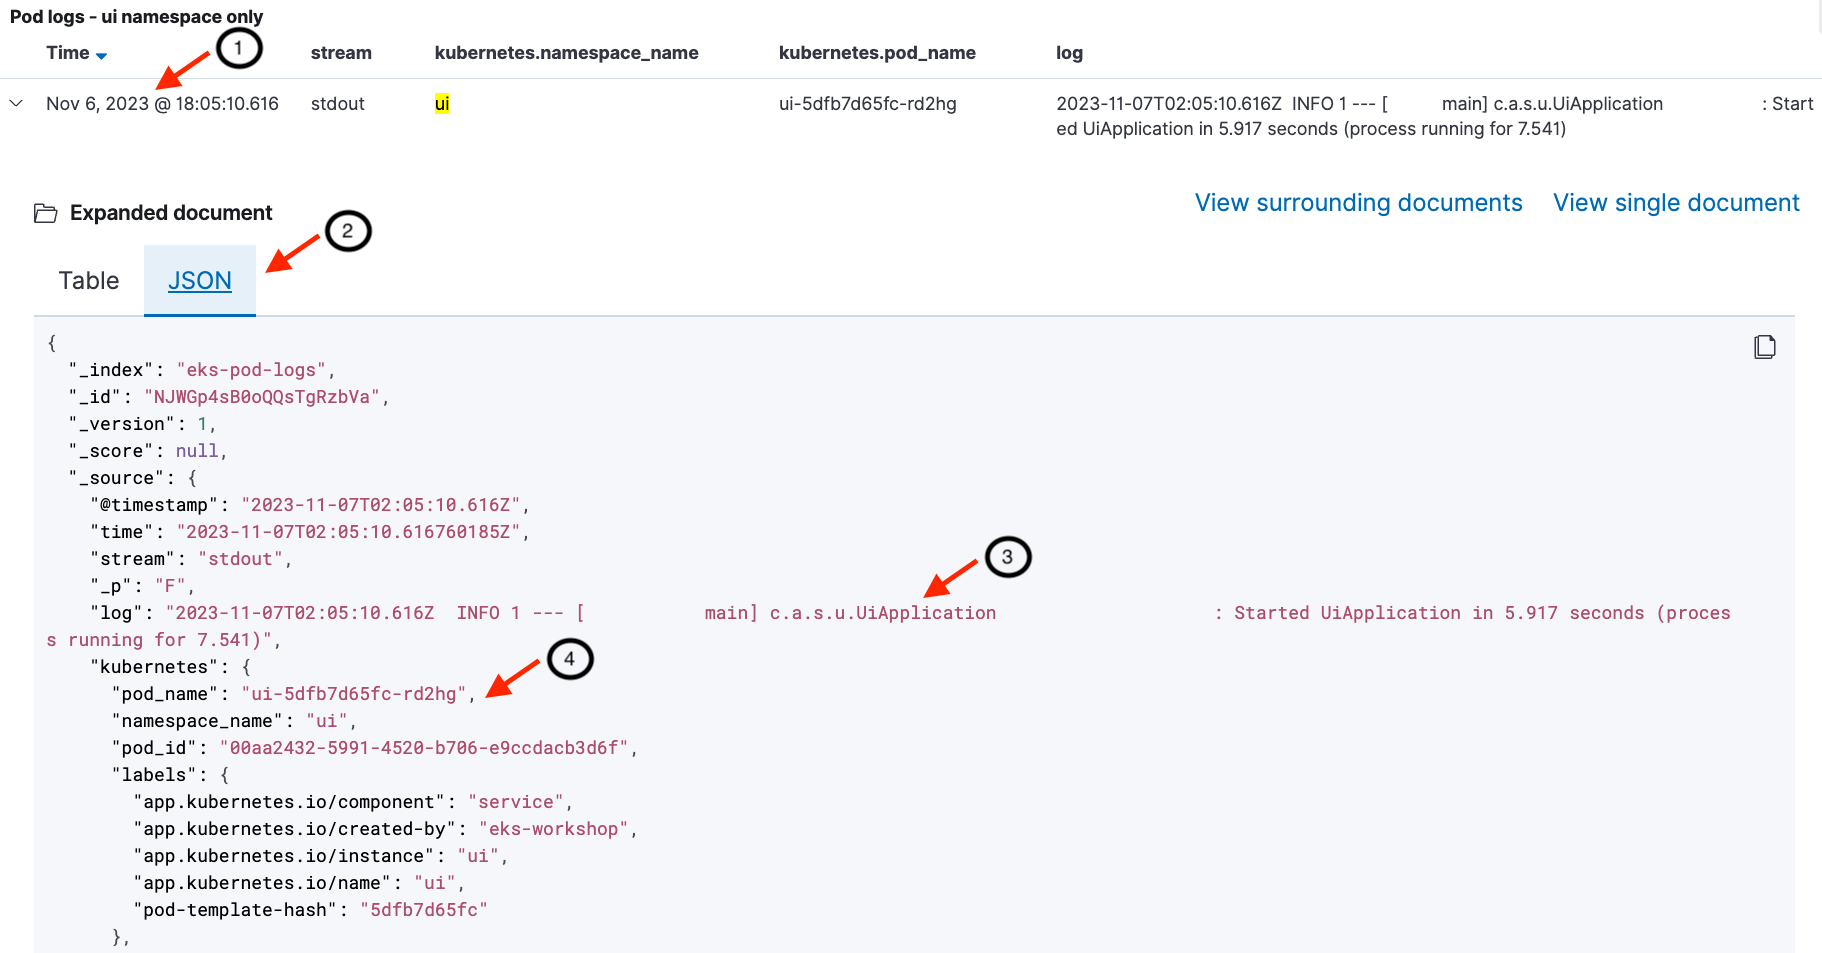 Pod logs - ui namespace only
1
Time stream kubernetes.namespace_name kubernetes.pod_name log
Nov 6, 2023 @ 18:05:10.616 stdout ui ui-5dfb7d65fc-rd2hg 2023-11-07T02:05:10.616Z INFO 1 --- [ main] c.a.s.u.UiApplication : Start
ed UiApplication in 5.917 seconds (process running for 7.541)
View surrounding documents View single document
Expanded document
2
Table JSON
{
"_index": "eks-pod-logs",
"_id": "NJWGp4sB0oQQsTgRzbVa",
"_version": 1,
"_score": null,
"_source": {
"@timestamp": "2023-11-07T02:05:10.616Z",
"time": "2023-11-07T02:05:10.616760185Z",
"stream": "stdout",
3
"_p": "F",
"log": "2023-11-07T02:05:10.616Z INFO 1 --- [ main] c.a.s.u.UiApplication : Started UiApplication in 5.917 seconds (proces
s running for 7.541)",
4
"kubernetes": {
"pod_name": "ui-5dfb7d65fc-rd2hg",
"namespace_name": "ui",
"pod_id": "00aa2432-5991-4520-b706-e9ccdacb3d6f",
"labels": {
"app.kubernetes.io/component": "service",
"app.kubernetes.io/created-by": "eks-workshop",
"app.kubernetes.io/instance": "ui",
"app.kubernetes.io/name": "ui",
"pod-template-hash": "5dfb7d65fc"
},